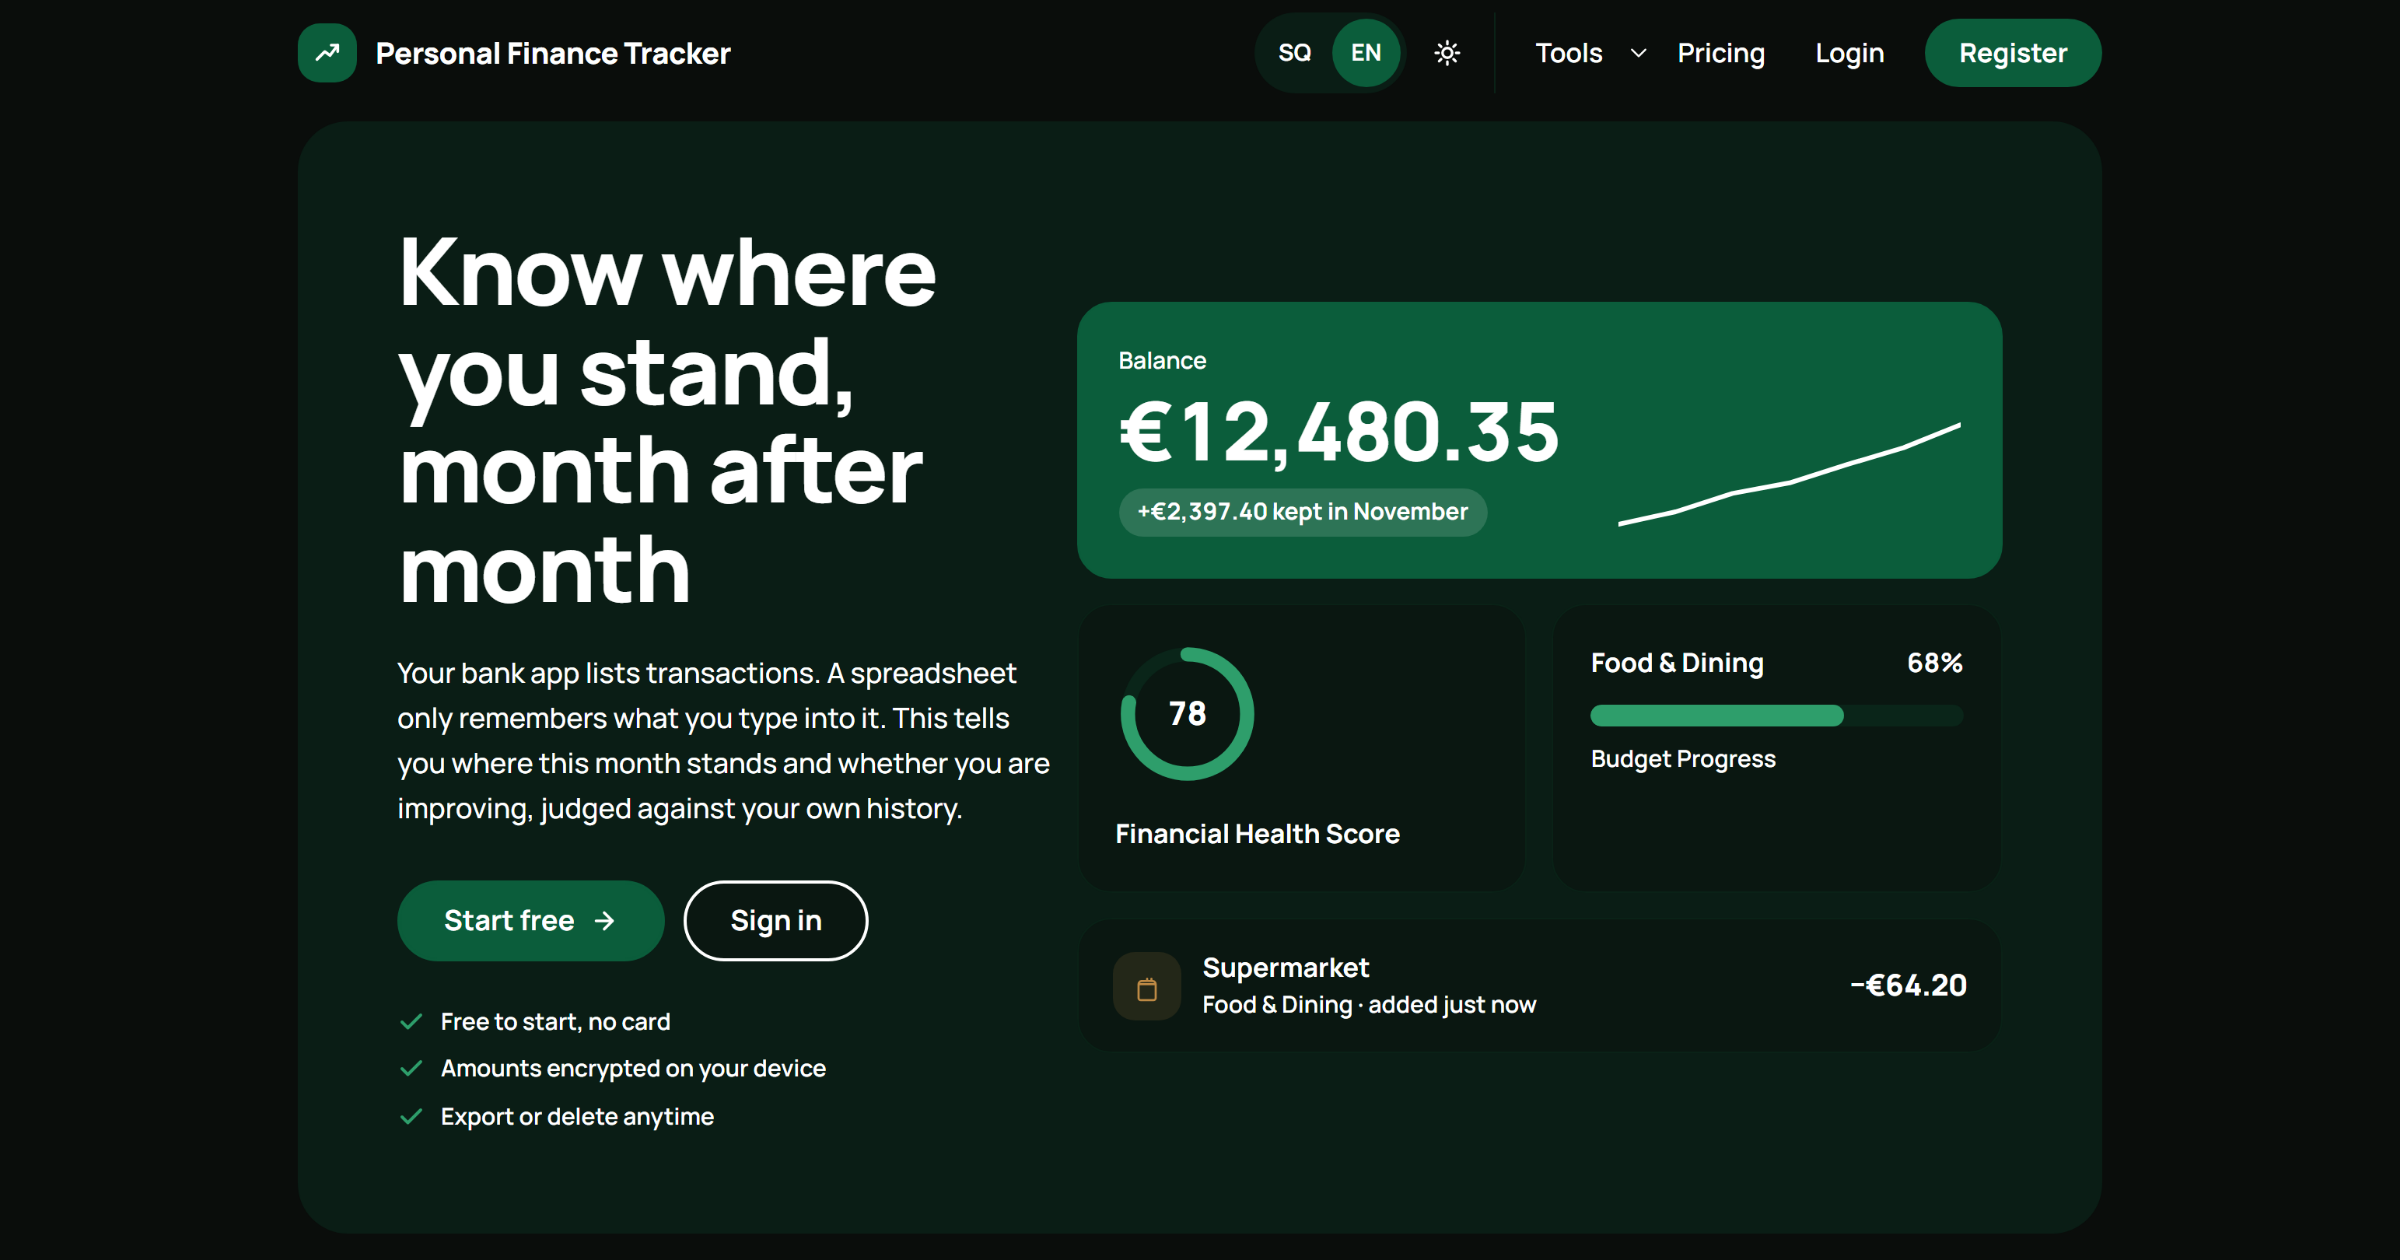 Personal Finance Tracker
SQ EN
Tools Pricing Login Register
Know where
you stand,
month after
month
Your bank app lists transactions. A spreadsheet
only remembers what you type into it. This tells
you where this month stands and whether you are
improving, judged against your own history.
Start free → Sign in
Free to start, no card
Amounts encrypted on your device
Export or delete anytime
Balance
€12,480.35
+€2,397.40 kept in November
78
Financial Health Score
Food & Dining 68%
Budget Progress
Supermarket
Food & Dining · added just now
−€64.20